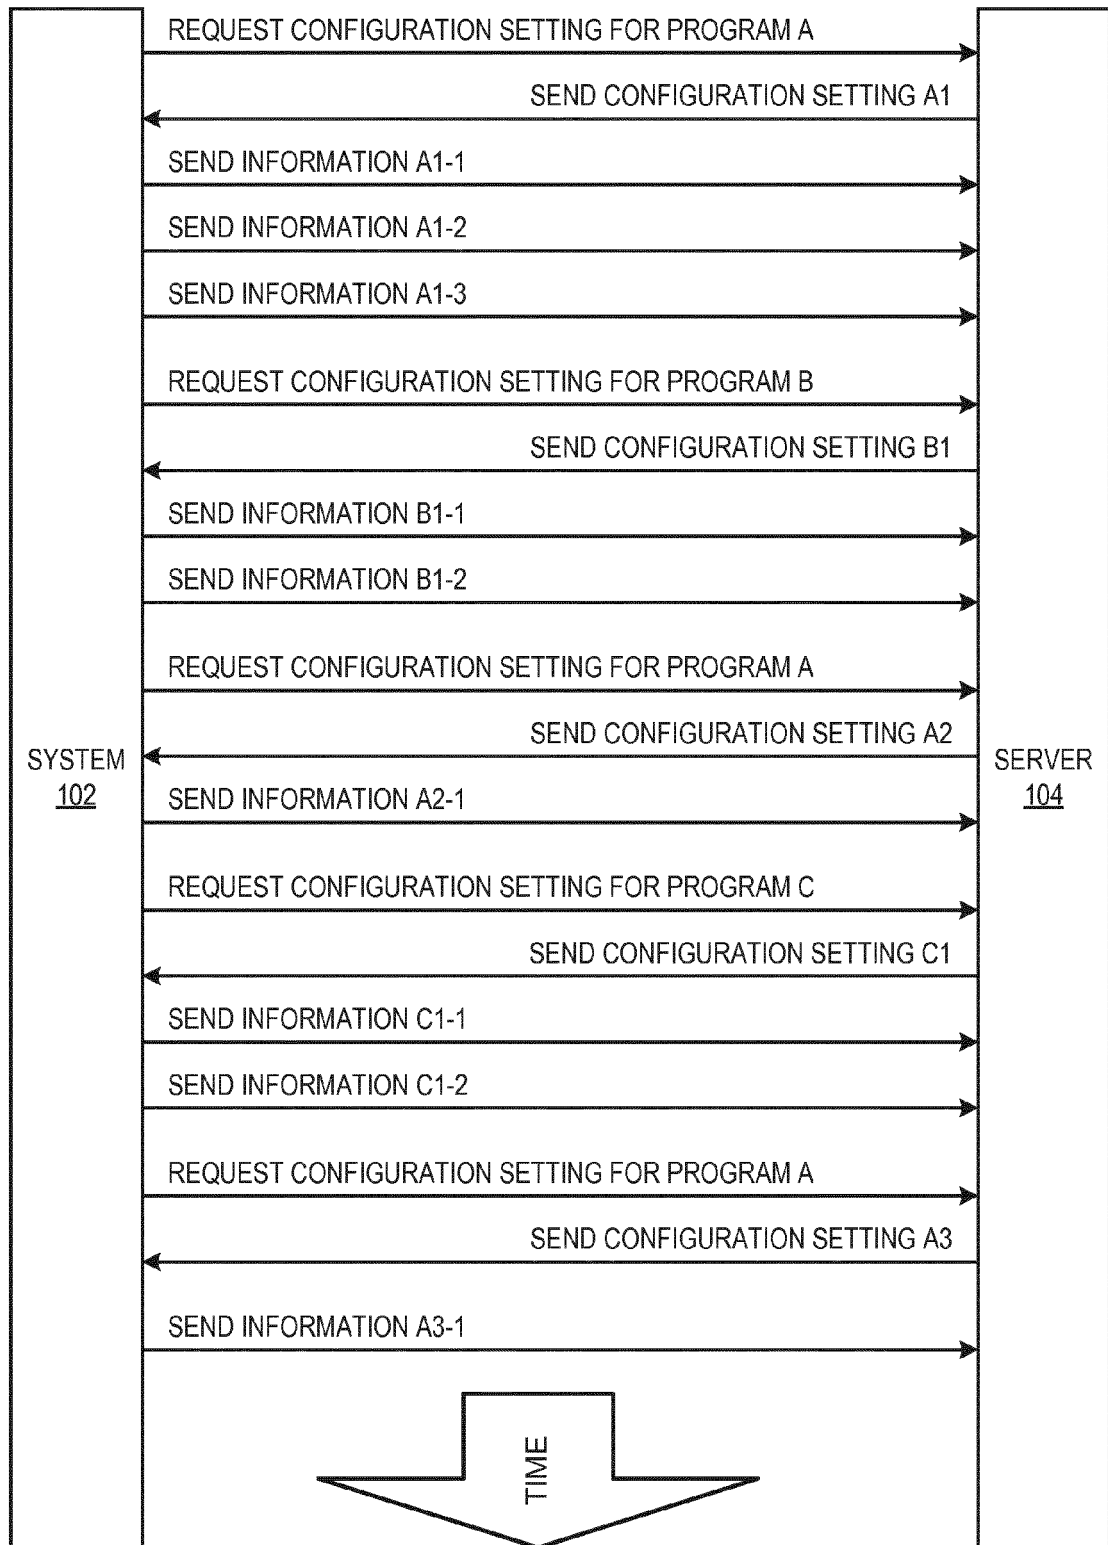 REQUEST CONFIGURATION SETTING FOR PROGRAM A
SEND CONFIGURATION SETTING A1
SEND INFORMATION A1-1
SEND INFORMATION A1-2
SEND INFORMATION A1-3
REQUEST CONFIGURATION SETTING FOR PROGRAM B
SEND CONFIGURATION SETTING B1
SEND INFORMATION B1-1
SEND INFORMATION B1-2
REQUEST CONFIGURATION SETTING FOR PROGRAM A
SEND CONFIGURATION SETTING A2
SYSTEM
102
SERVER
104
SEND INFORMATION A2-1
REQUEST CONFIGURATION SETTING FOR PROGRAM C
SEND CONFIGURATION SETTING C1
SEND INFORMATION C1-1
SEND INFORMATION C1-2
REQUEST CONFIGURATION SETTING FOR PROGRAM A
SEND CONFIGURATION SETTING A3
SEND INFORMATION A3-1
TIME